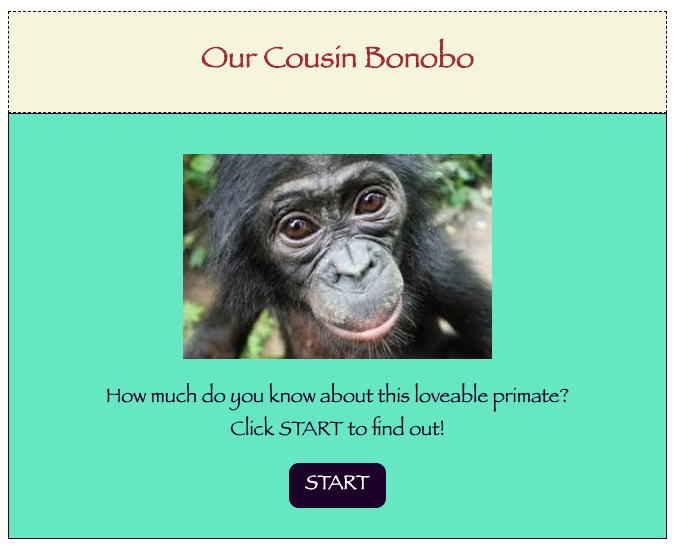 Our Cousin Bonobo
How much do you know about this loveable primate?
Click START to find out!
START